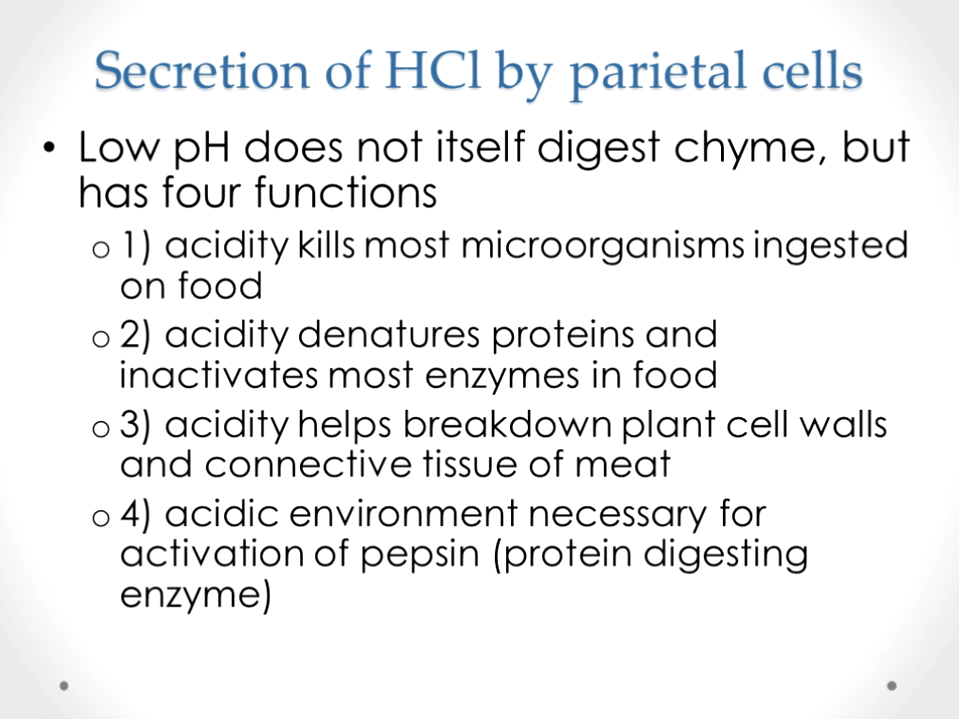 Secretion of HCl by parietal cells
• Low pH does not itself digest chyme, but
has four functions
o 1) acidity kills most microorganisms ingested
on food
o 2) acidity denatures proteins and
inactivates most enzymes in food
o 3) acidity helps breakdown plant cell walls
and connective tissue of meat
o 4) acidic environment necessary for
activation of pepsin (protein digesting
enzyme)